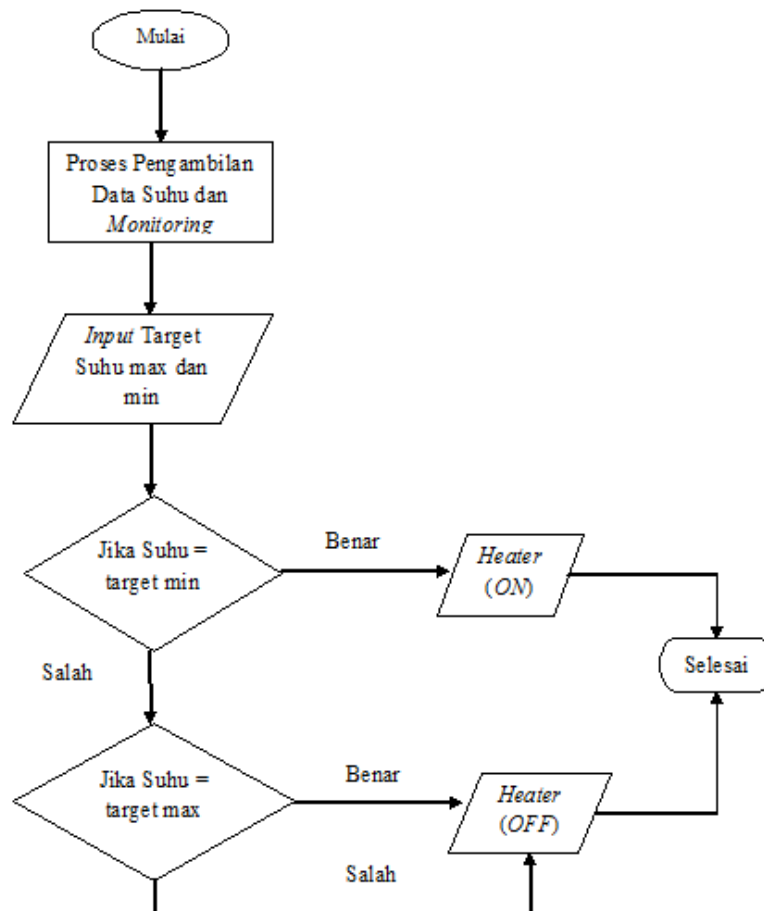 Mulai
Proses Pengambilan
Data Suhu dan
Monitoring
Input Target
Suhu max dan
min
Jika Suhu =
target min
Benar
Heater
(ON)
Selesai
Salah
Jika Suhu =
target max
Benar
Heater
(OFF)
Salah